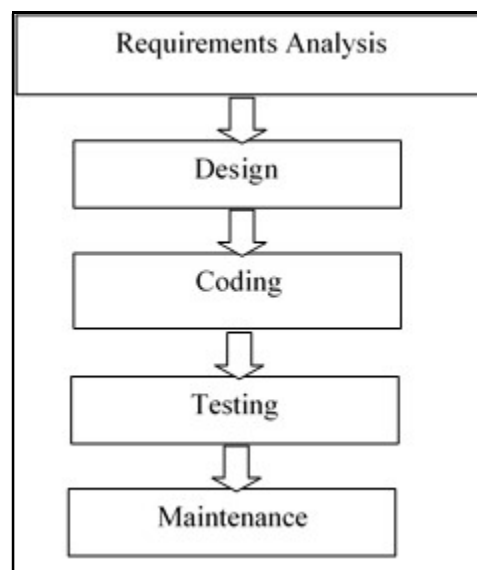 Requirements Analysis
Design
Coding
Testing
Maintenance